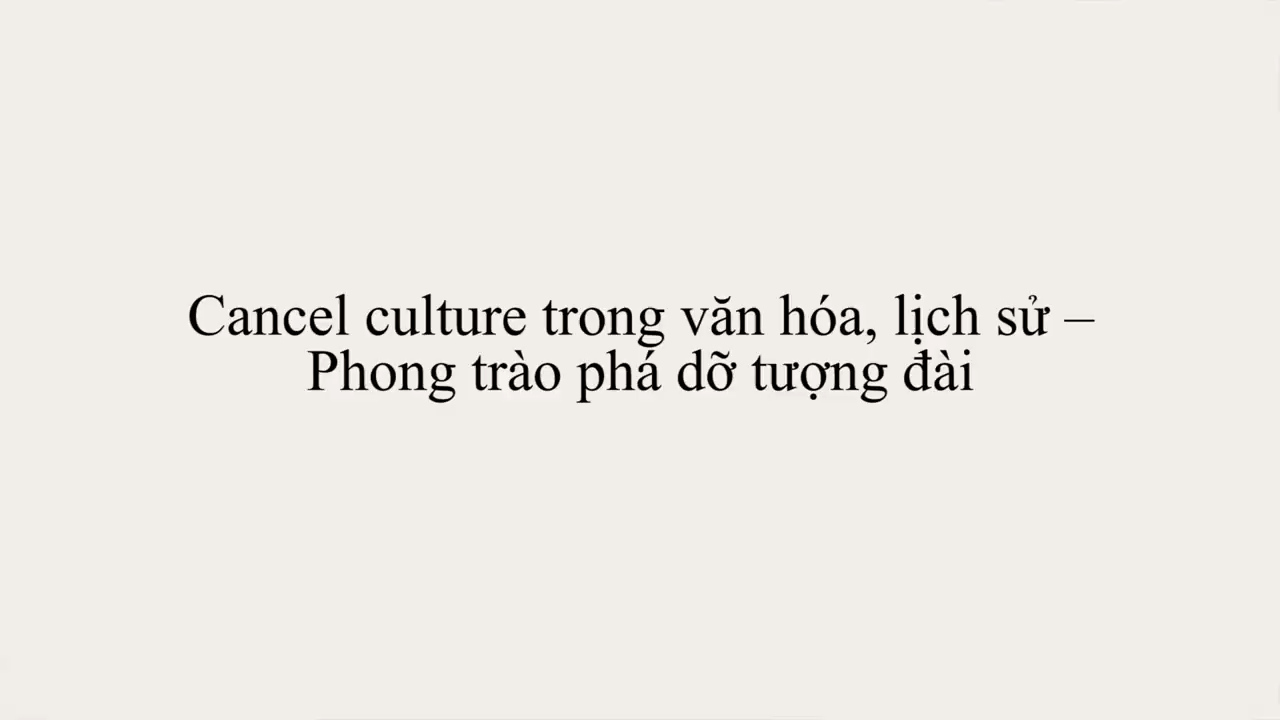 Cancel culture trong văn hóa, lịch sử –
Phong trào phá dỡ tượng đài